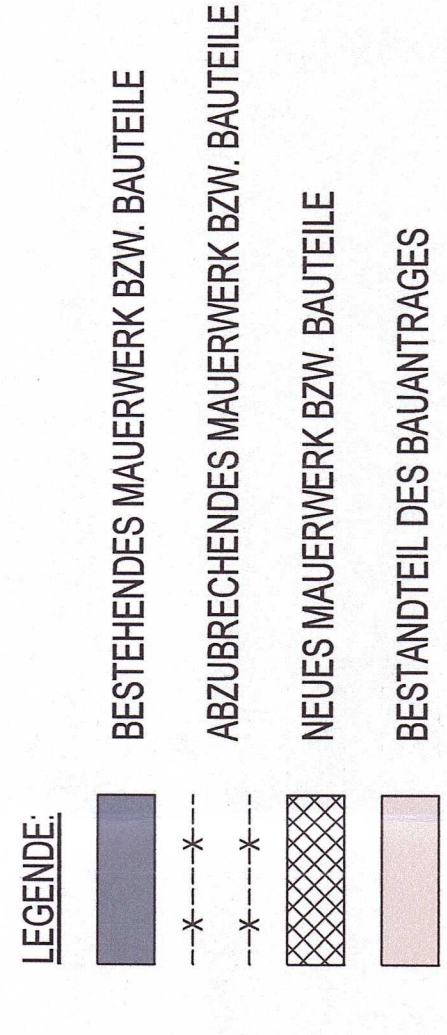 LEGENDE:
BESTEHENDES MAUERWERK BZW. BAUTEILE
ABZUBRECHENDES MAUERWERK BZW. BAUTEILE
NEUES MAUERWERK BZW. BAUTEILE
BESTANDTEIL DES BAUANTRAGES